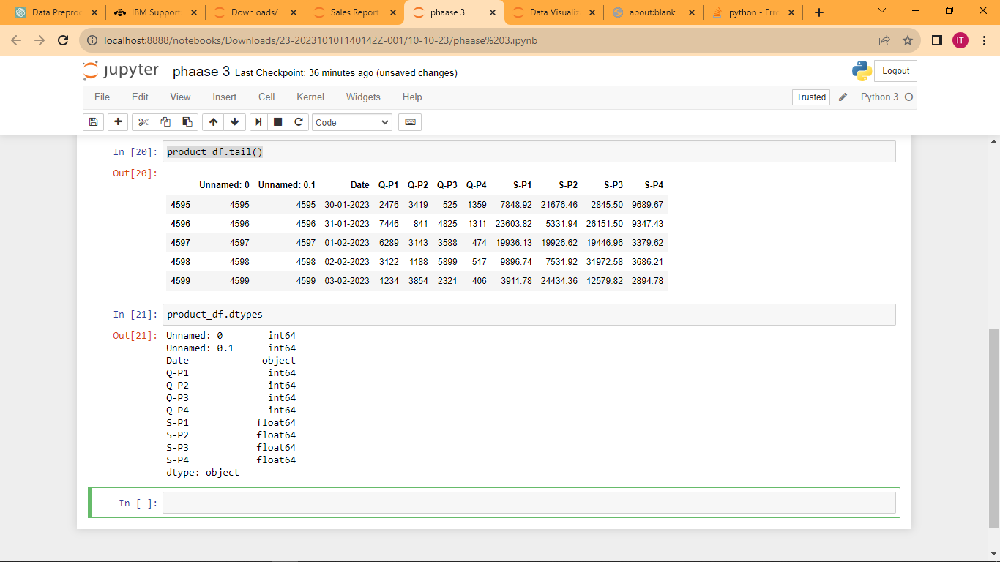 Data Preproc
IBM Support
Downloads/
Sales Report
phaase 3
Data Visualiz
about:blank
python - Erro
localhost:8888/notebooks/Downloads/23-20231010T140142Z-001/10-10-23/phaase%203.ipynb
IT
jupyter phaase 3 Last Checkpoint: 36 minutes ago (unsaved changes)
Logout
File Edit View Insert Cell Kernel Widgets Help
Trusted
Python 3
Code
In [20]: product_df.tail()
Out[20]:
Unnamed: 0 Unnamed: 0.1 Date Q-P1 Q-P2 Q-P3 Q-P4 S-P1 S-P2 S-P3 S-P4
4595 4595 4595 30-01-2023 2476 3419 525 1359 7848.92 21676.46 2845.50 9689.67
4596 4596 4596 31-01-2023 7446 841 4825 1311 23603.82 5331.94 26151.50 9347.43
4597 4597 4597 01-02-2023 6289 3143 3588 474 19936.13 19926.62 19446.96 3379.62
4598 4598 4598 02-02-2023 3122 1188 5899 517 9896.74 7531.92 31972.58 3686.21
4599 4599 4599 03-02-2023 1234 3854 2321 406 3911.78 24434.36 12579.82 2894.78
In [21]: product_df.dtypes
Out[21]: Unnamed: 0 int64
Unnamed: 0.1 int64
Date object
Q-P1 int64
Q-P2 int64
Q-P3 int64
Q-P4 int64
S-P1 float64
S-P2 float64
S-P3 float64
S-P4 float64
dtype: object
In [ ]: